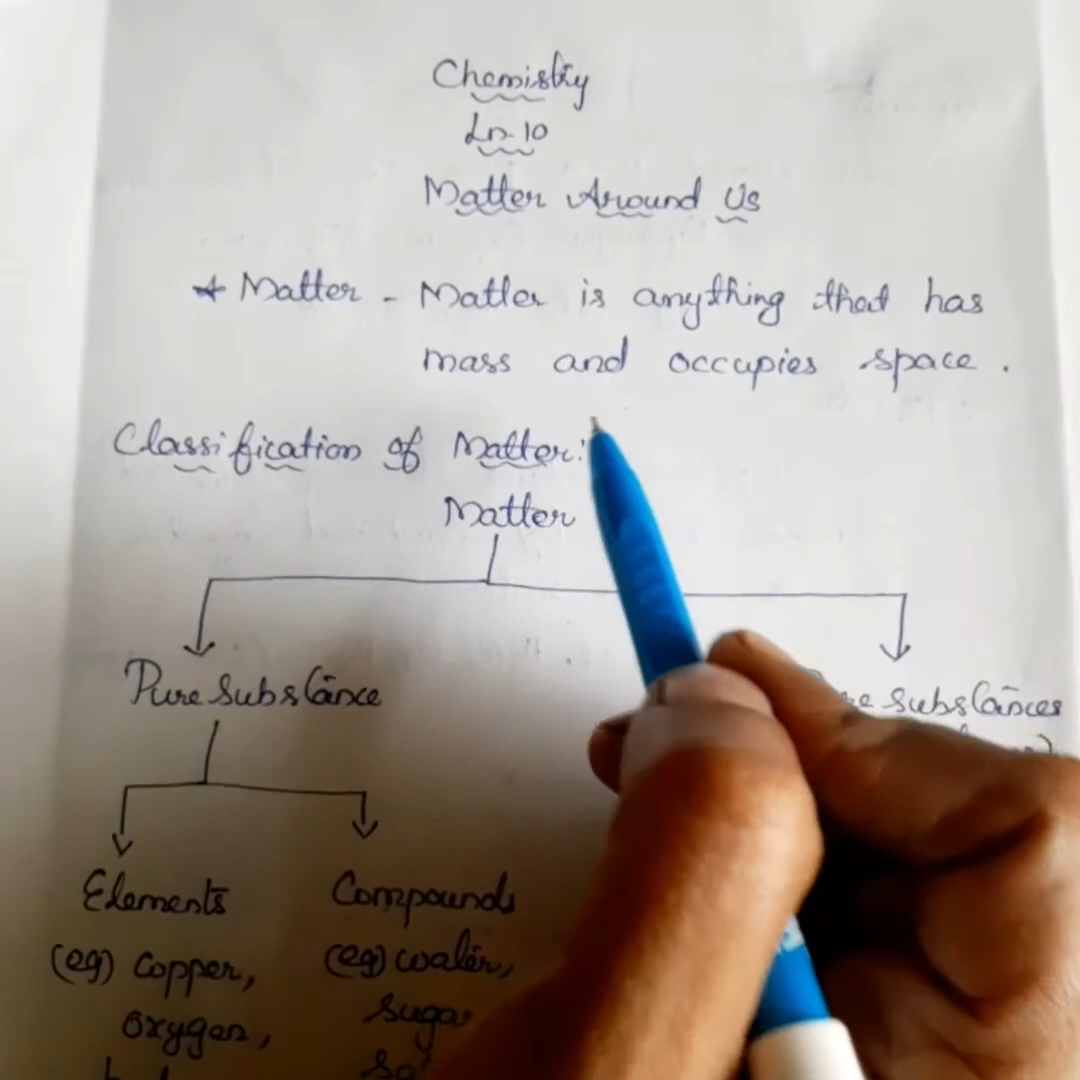 Chemistry
Ln. 10
Matter Around Us
* Matter - Matter is anything that has
mass and occupies space.
Classification of Matter:
Matter
Pure Substance
substances
Elements
Compounds
(eg) Copper,
(eg) water,
oxygen,